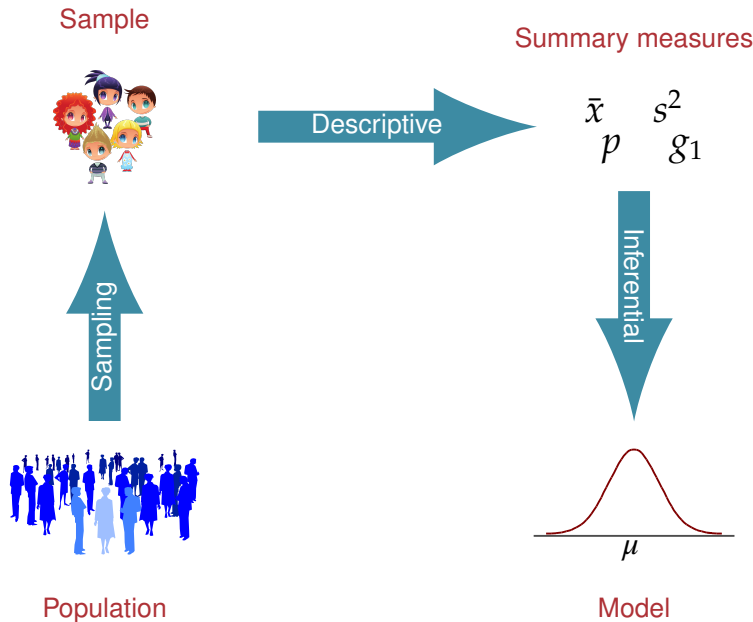 Sample
Summary measures
Descriptive
x̄ s²
p g₁
Sampling
Inferential
μ
Population
Model